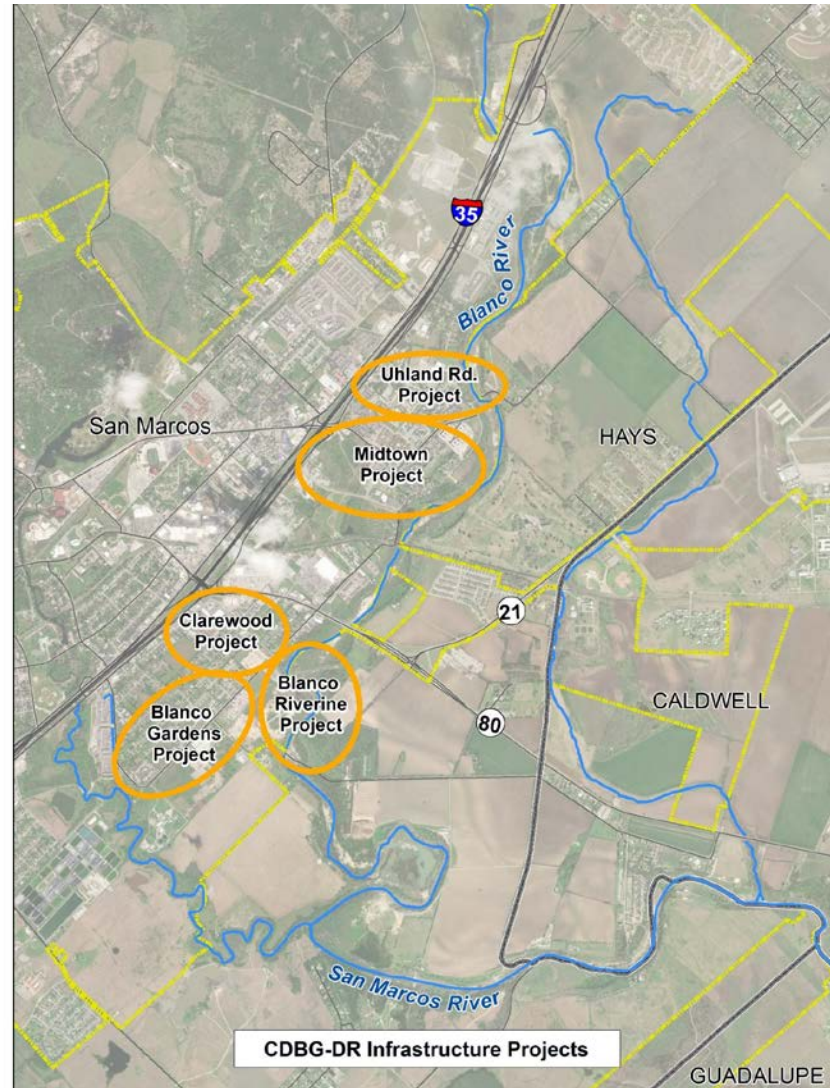 35
Blanco River
Uhland Rd.
Project
San Marcos
HAYS
Midtown
Project
21
Clarewood
Project
Blanco
Riverine
Project
Blanco
Gardens
Project
CALDWELL
80
San Marcos River
CDBG-DR Infrastructure Projects
GUADALUPE